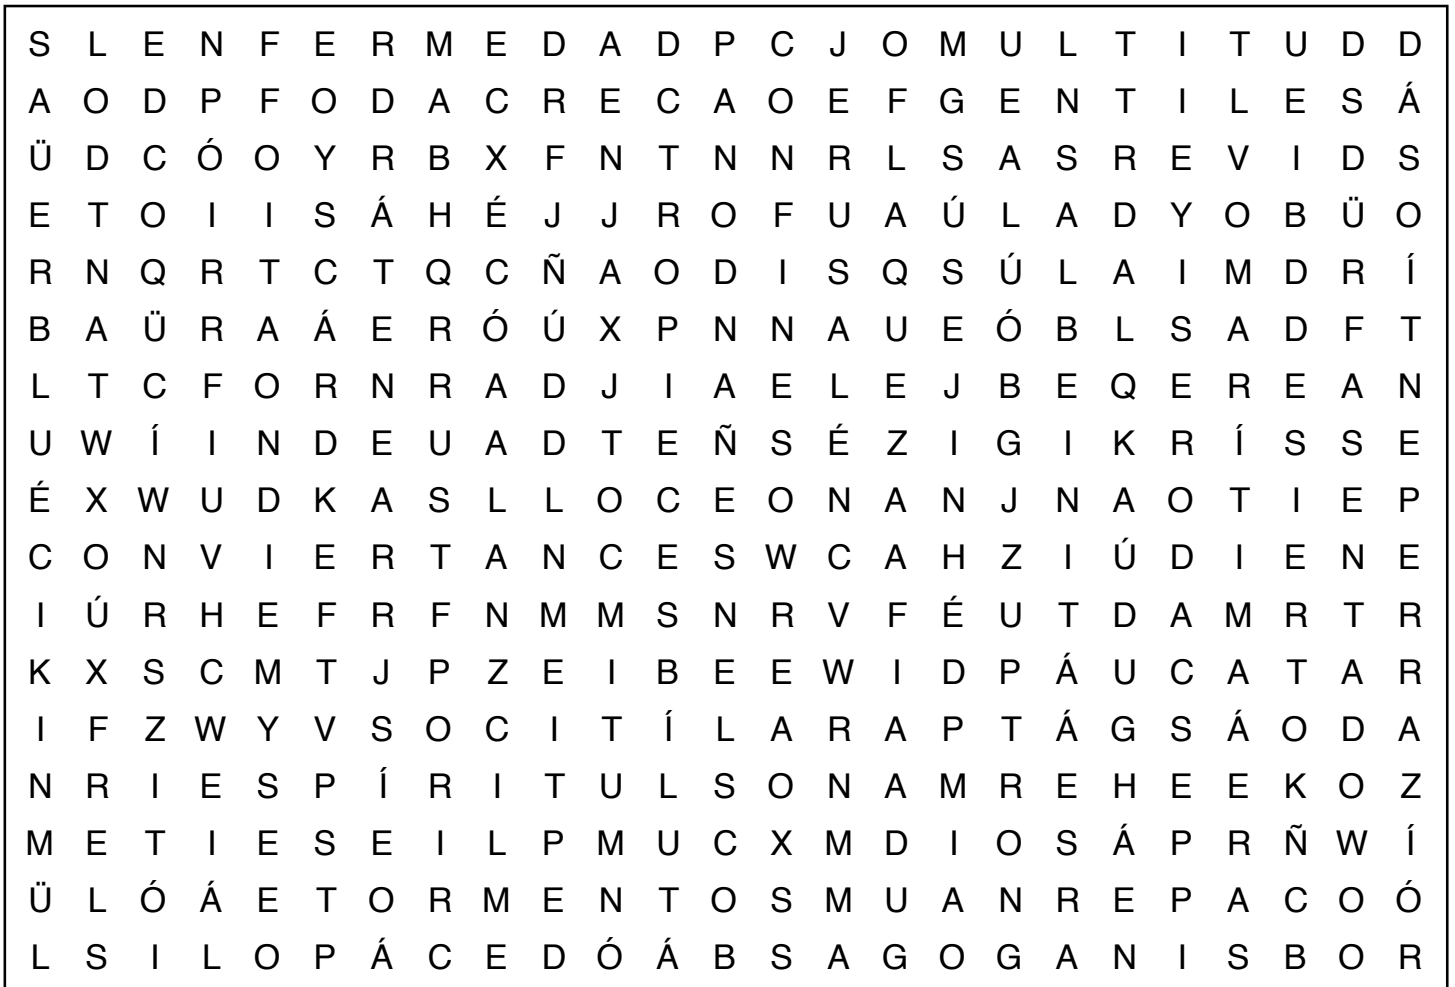 S L E N F E R M E D A D P C J O M U L T I T U D D
A O D P F O D A C R E C A O E F G E N T I L E S Á
Ü D C Ó O Y R B X F N T N N R L S A S R E V I D S
E T O I I S Á H É J J R O F U A Ú L A D Y O B Ü O
R N Q R T C T Q C Ñ A O D I S Q S Ú L A I M D R Í
B A Ü R A Á E R Ó Ú X P N N A U E Ó B L S A D F T
L T C F O R N R A D J I A E L E J B E Q E R E A N
U W Í I N D E U A D T E Ñ S É Z I G I K R Í S S E
É X W U D K A S L L O C E O N A N J N A O T I E P
C O N V I E R T A N C E S W C A H Z I Ú D I E N E
I Ú R H E F R F N M M S N R V F É U T D A M R T R
K X S C M T J P Z E I B E E W I D P Á U C A T A R
I F Z W Y V S O C I T Í L A R A P T Á G S Á O D A
N R I E S P Í R I T U L S O N A M R E H E E K O Z
M E T I E S E I L P M U C X M D I O S Á P R Ñ W Í
Ü L Ó Á E T O R M E N T O S M U A N R E P A C O Ó
L S I L O P Á C E D Ó Á B S A G O G A N I S B O R